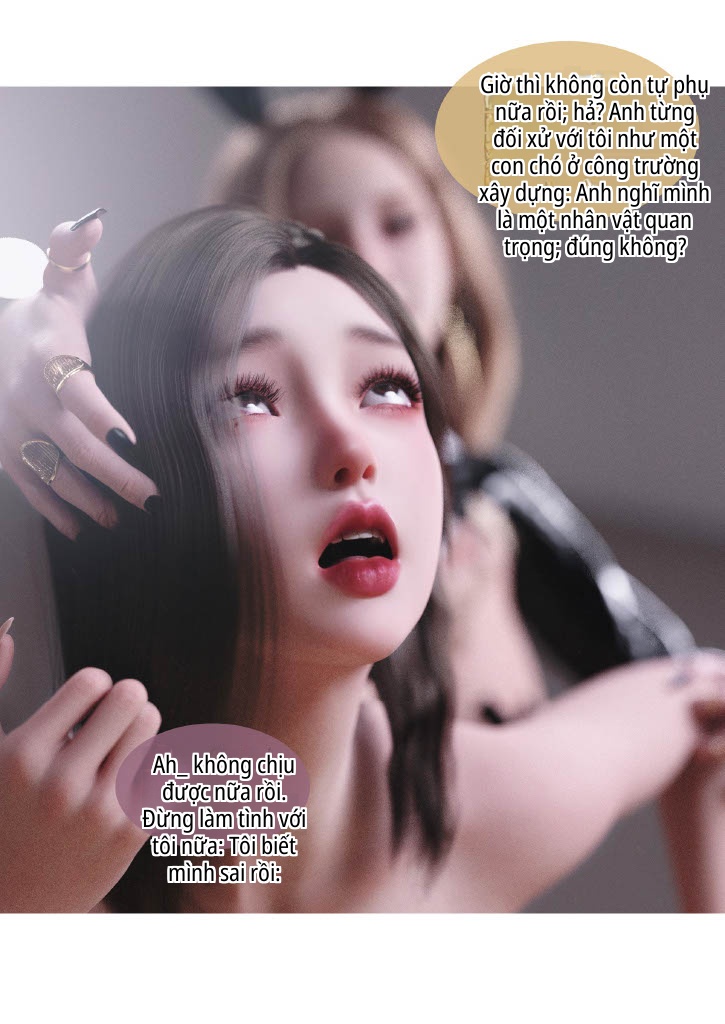 Giờ thì không còn tự phụ
nữa rồi; hả? Anh từng
đối xử với tôi như một
con chó ở công trường
xây dựng: Anh nghĩ mình
là một nhân vật quan
trọng; đúng không?
Ah_ không chịu
được nữa rồi.
Đừng làm tình với
tôi nữa: Tôi biết
mình sai rồi: